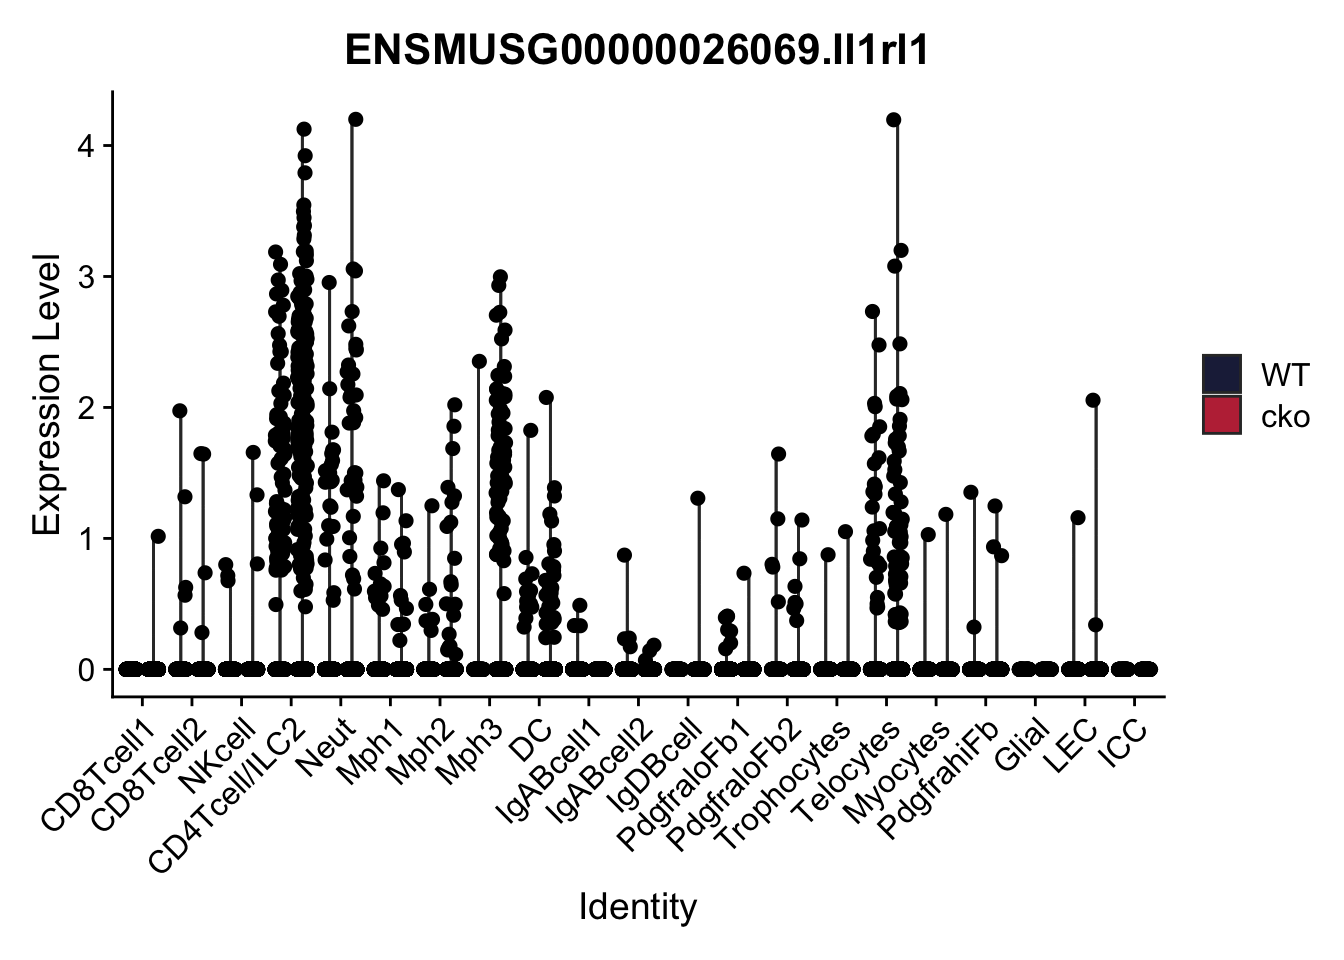 ENSMUSG00000026069.Il1rl1
Expression Level
4
3
2
1
0
CD8Tcell1
CD8Tcell2
NKcell
CD4Tcell/ILC2
Neut
Mph1
Mph2
Mph3
DC
IgABcell1
IgABcell2
IgDBcell
PdgfraloFb1
PdgfraloFb2
Trophocytes
Telocytes
Myocytes
PdgfrahiFb
Glial
LEC
ICC
Identity
WT
cko